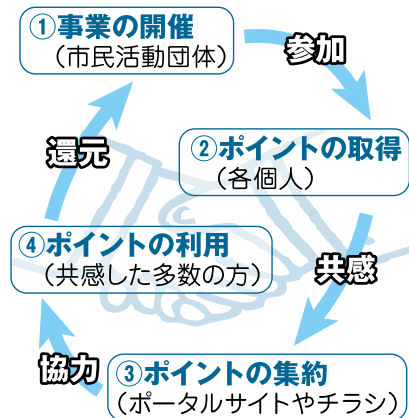 ①事業の開催
（市民活動団体）
参加
②ポイントの取得
（各個人）
共感
③ポイントの集約
（ポータルサイトやチラシ）
協力
④ポイントの利用
（共感した多数の方）
還元